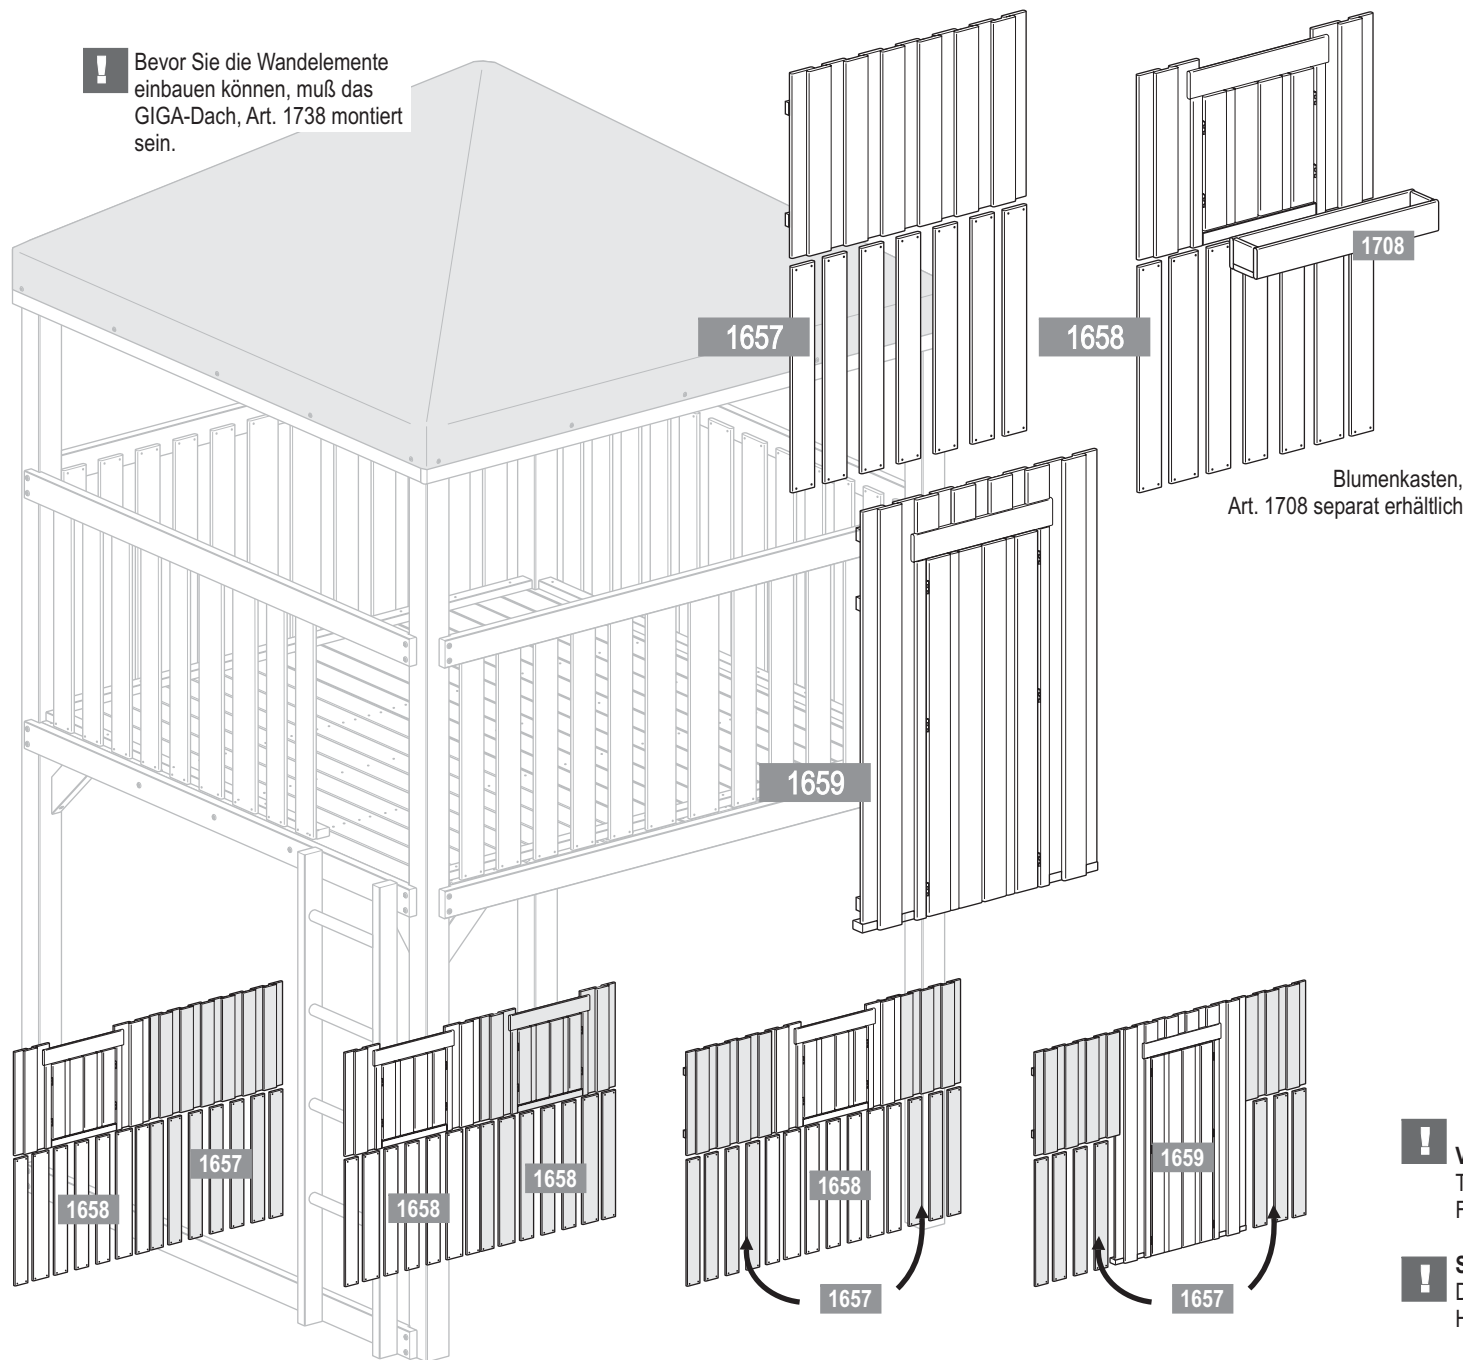 ! Bevor Sie die Wandelemente
einbauen können, muß das
GIGA-Dach, Art. 1738 montiert
sein.
1657
1658
1708
Blumenkasten,
Art. 1708 separat erhältlich
1659
1658
1657
1658
1658
1658
1657
1659
1657
!
!